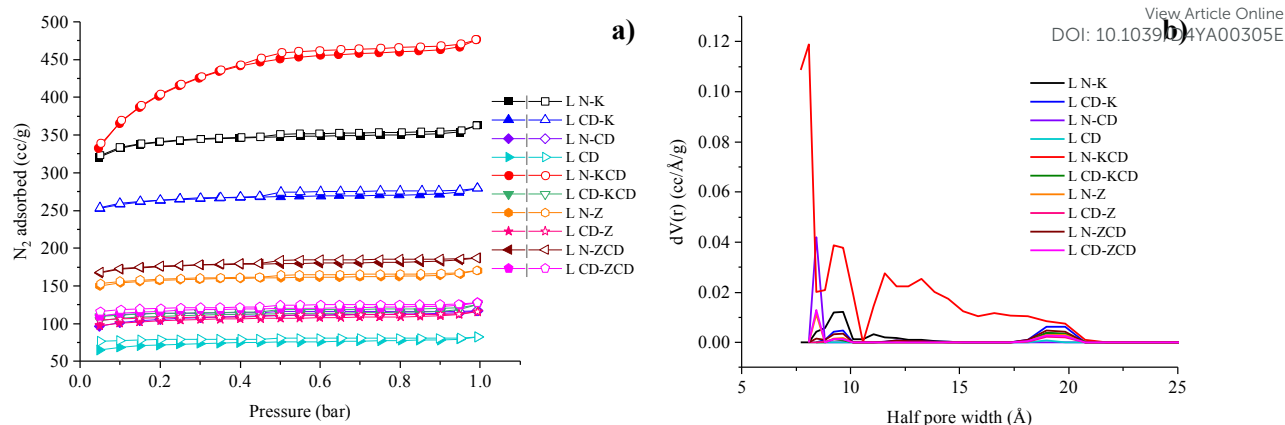 View Article Online
DOI: 10.1039/D4YA00305E
a)
500
450
400
350
300
250
200
150
100
50
N₂ adsorbed (cc/g)
0.0 0.2 0.4 0.6 0.8 1.0
Pressure (bar)
L N-K
L CD-K
L N-CD
L CD
L N-KCD
L CD-KCD
L N-Z
L CD-Z
L N-ZCD
L CD-ZCD
b)
0.12
0.10
0.08
0.06
0.04
0.02
0.00
dV(r) (cc/Å/g)
5 10 15 20 25
Half pore width (Å)
L N-K
L CD-K
L N-CD
L CD
L N-KCD
L CD-KCD
L N-Z
L CD-Z
L N-ZCD
L CD-ZCD